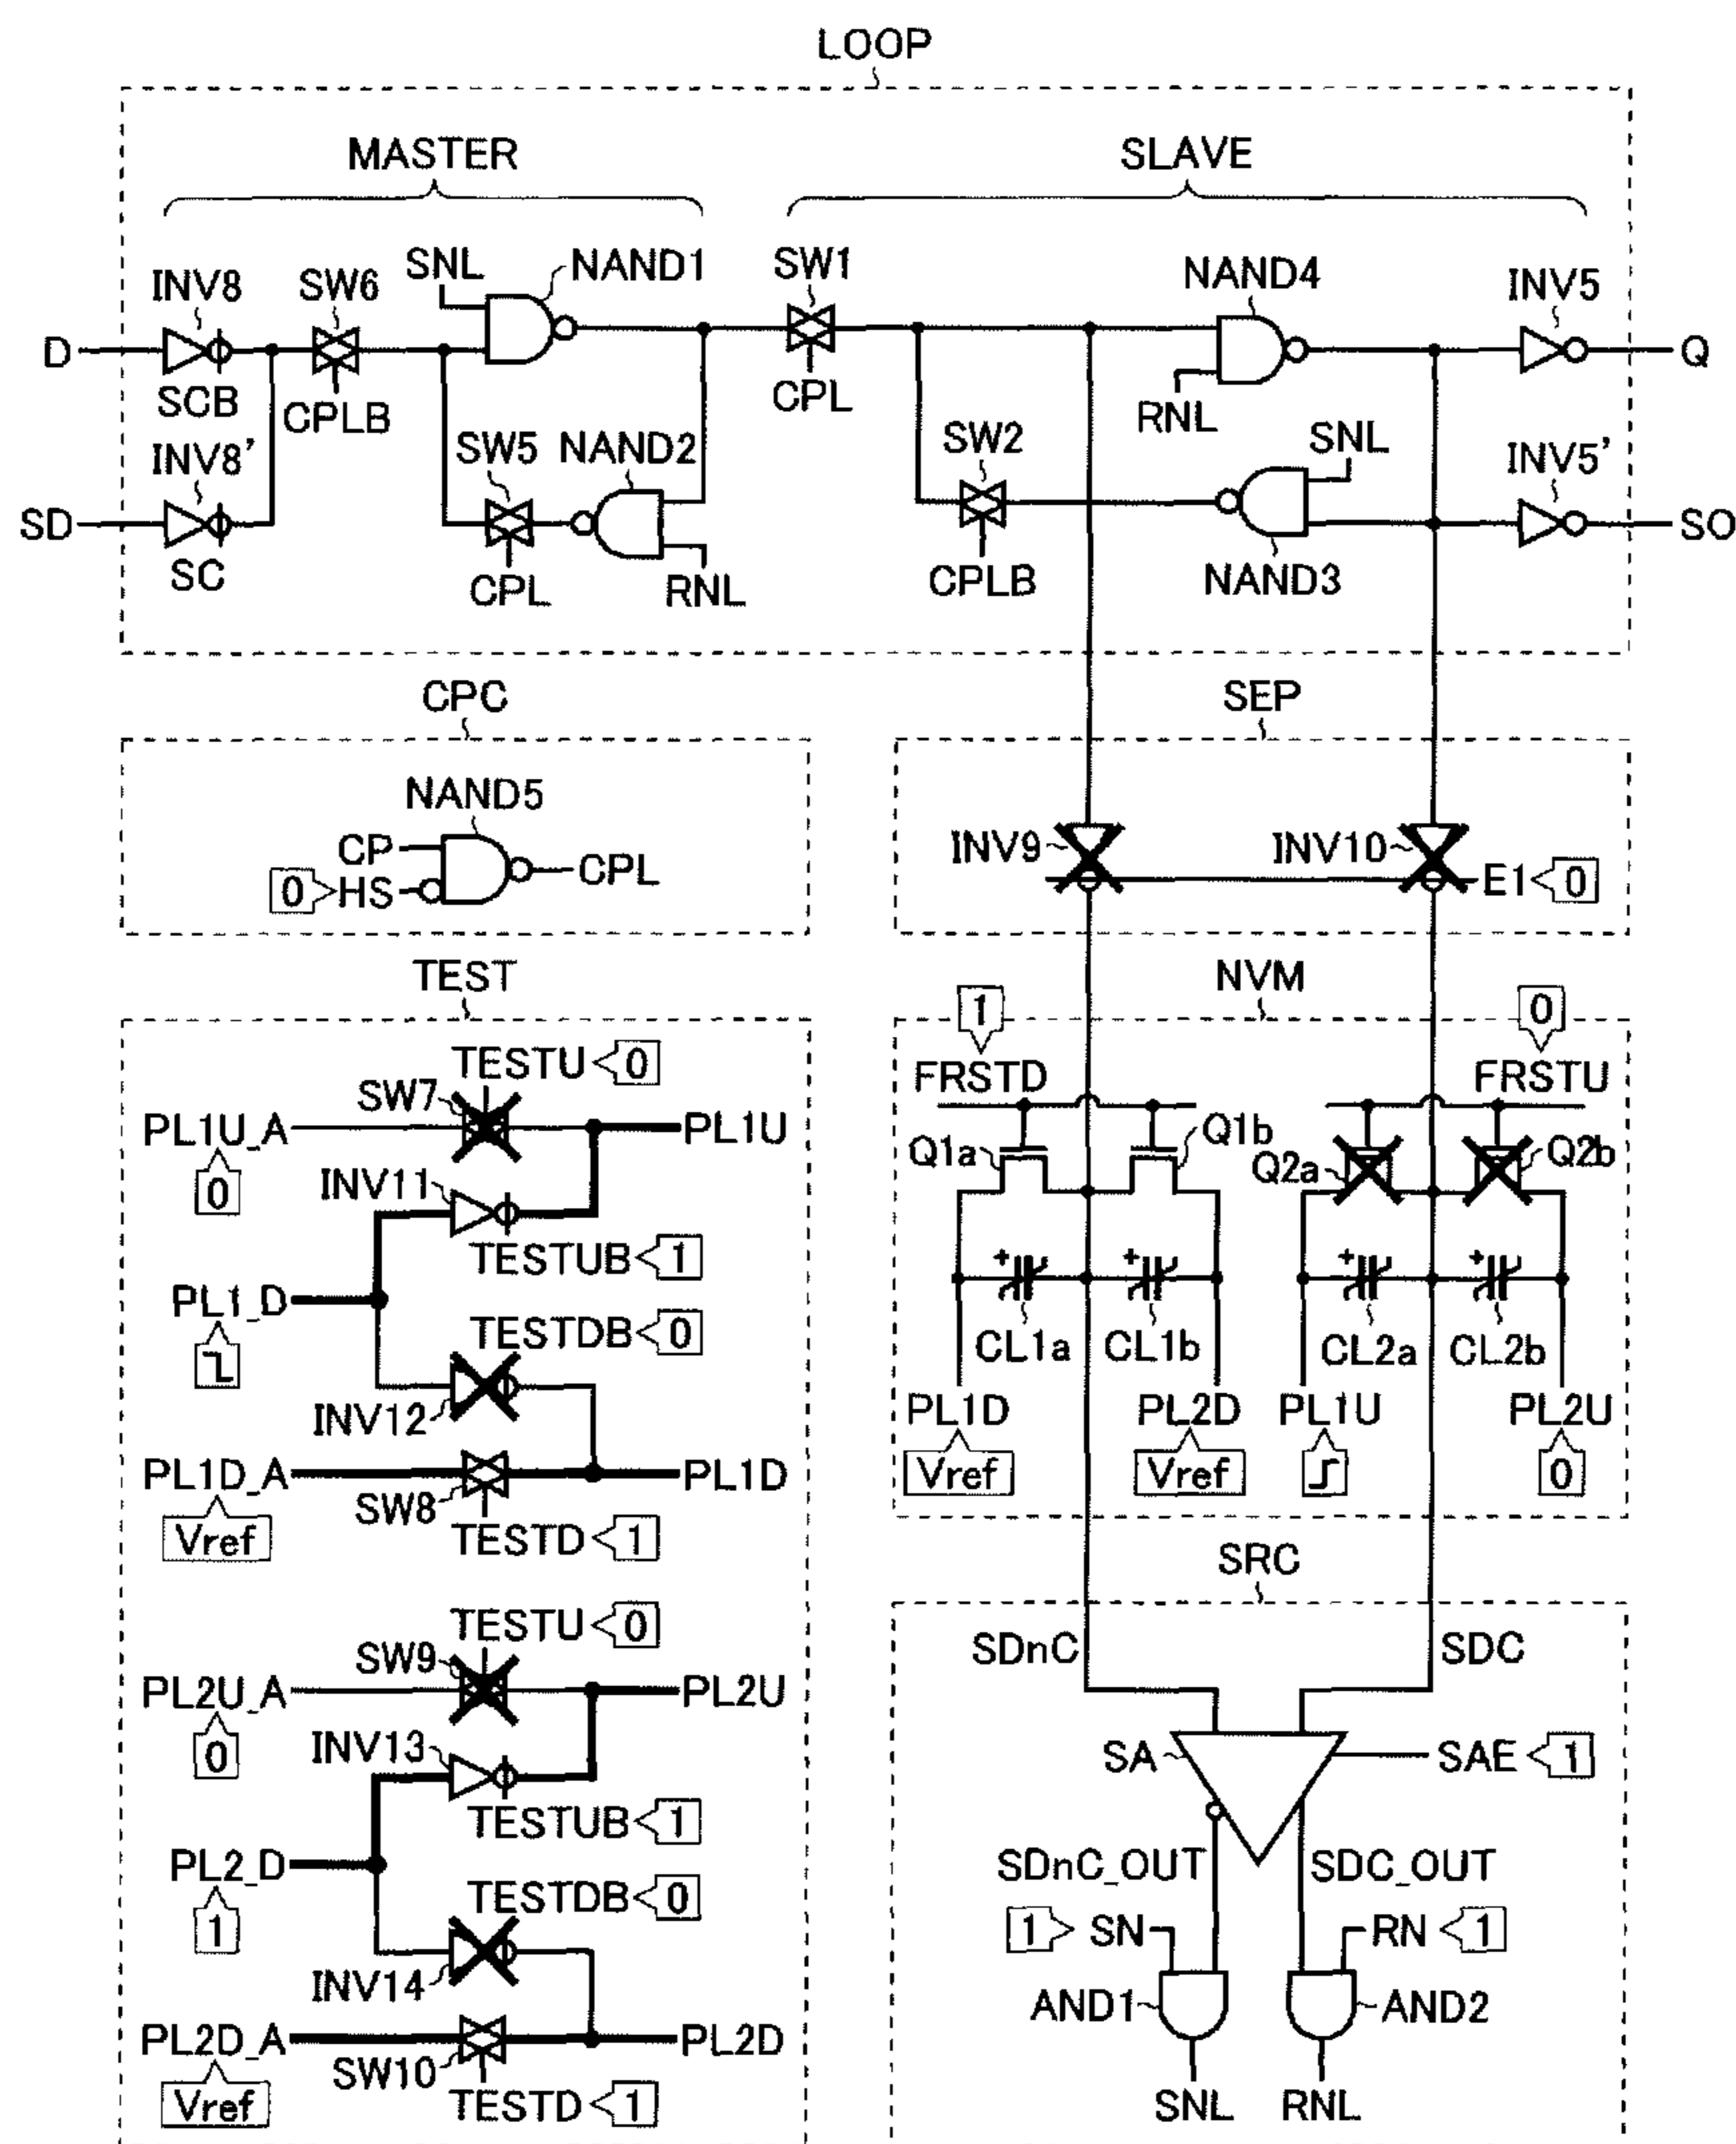 LOOP
MASTER SLAVE
INV8 SW6 SNL NAND1 SW1 NAND4 INV5
D SCB CPLB CPL RNL Q
INV8' SW5 NAND2 SW2 SNL INV5'
SD SC CPL RNL CPLB NAND3 SO
CPC SEP
NAND5
CP
0 HS CPL
INV9 INV10 E1 0
TEST NVM
TESTU 0
SW7
PL1U_A PL1U
0
INV11
TESTUB 1
PL1_D
TESTDB 0
INV12
PL1D_A PL1D
Vref
SW8
TESTD 1
TESTU 0
SW9
PL2U_A PL2U
0
INV13
TESTUB 1
PL2_D
1
TESTDB 0
INV14
PL2D_A PL2D
Vref
SW10
TESTD 1
1 0
FRSTD FRSTU
Q1a Q1b Q2a Q2b
+ + + +
CL1a CL1b CL2a CL2b
PL1D PL2D PL1U PL2U
Vref Vref 0
SRC
SDnC SDC
SA SAE 1
SDnC_OUT SDC_OUT
1 SN RN 1
AND1 AND2
SNL RNL